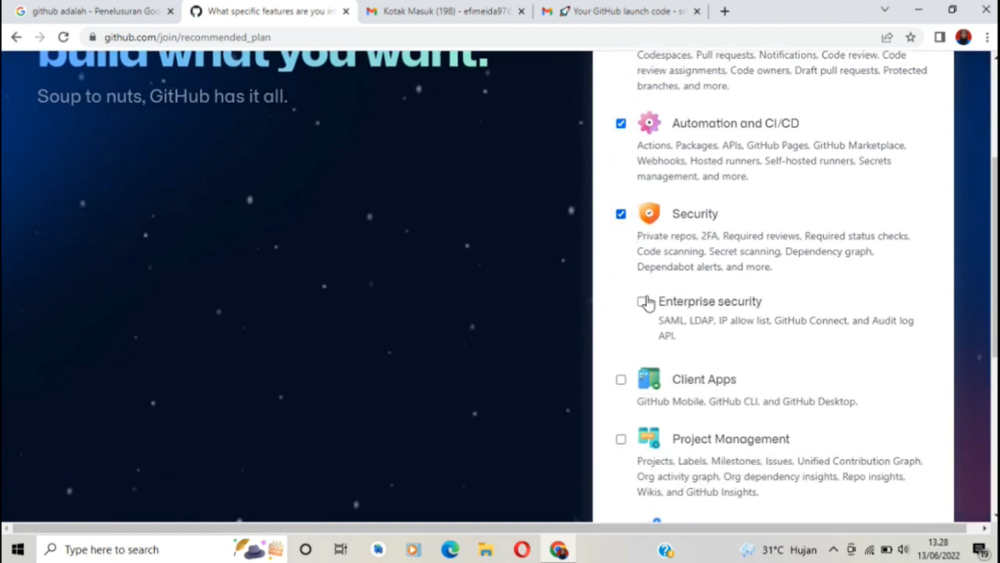 github adalah - Penelusuran Goo
What specific features are you in
Kotak Masuk (198) - efimeida970
Your GitHub launch code - sr
github.com/join/recommended_plan
build what you want.
Soup to nuts, GitHub has it all.
Codespaces, Pull requests, Notifications, Code review, Code
review assignments, Code owners, Draft pull requests, Protected
branches, and more.
Automation and CI/CD
Actions, Packages, APIs, GitHub Pages, GitHub Marketplace,
Webhooks, Hosted runners, Self-hosted runners, Secrets
management, and more.
Security
Private repos, 2FA, Required reviews, Required status checks,
Code scanning, Secret scanning, Dependency graph,
Dependabot alerts, and more.
Enterprise security
SAML, LDAP, IP allow list, GitHub Connect, and Audit log
API.
Client Apps
GitHub Mobile, GitHub CLI, and GitHub Desktop.
Project Management
Projects, Labels, Milestones, Issues, Unified Contribution Graph,
Org activity graph, Org dependency insights, Repo insights,
Wikis, and GitHub Insights.
Type here to search
31°C Hujan
13.28
13/06/2022
19